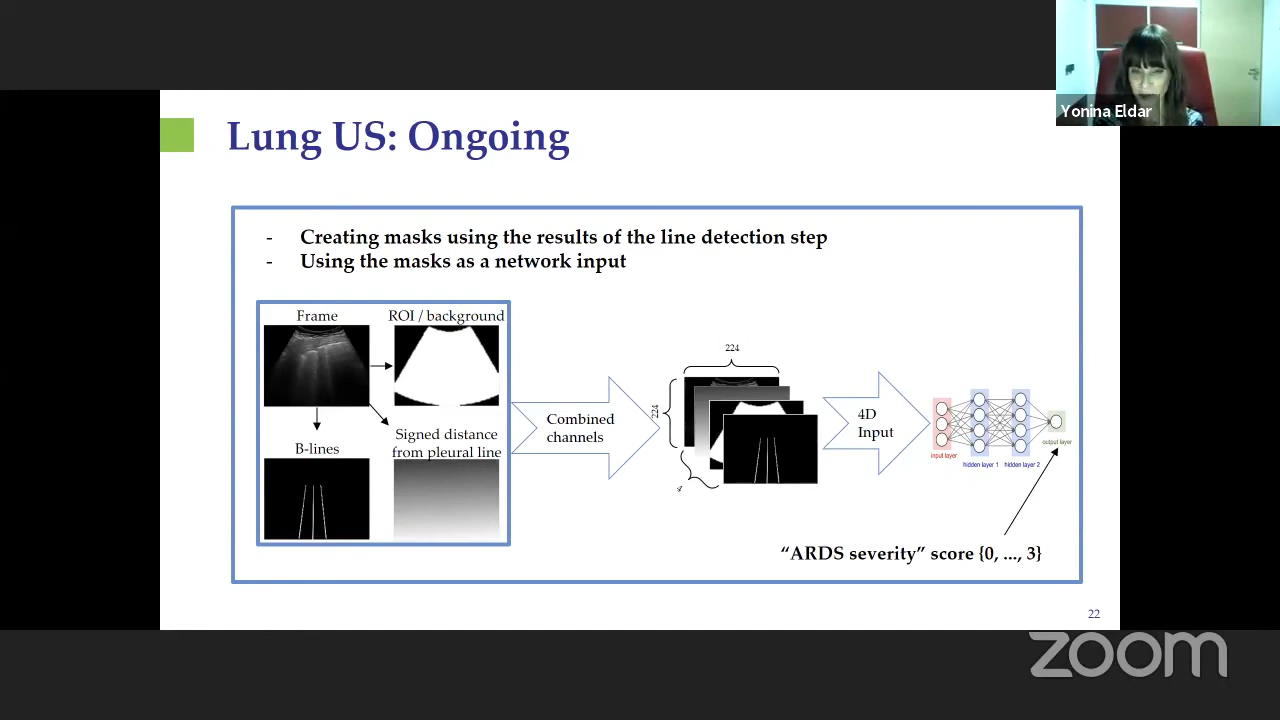 Yonina Eldar
Lung US: Ongoing
- Creating masks using the results of the line detection step
- Using the masks as a network input
Frame
ROI / background
B-lines
Signed distance
from pleural line
Combined
channels
224
224
4
4D
Input
input layer
hidden layer 1
hidden layer 2
output layer
“ARDS severity” score {0, ..., 3}
22
zoom